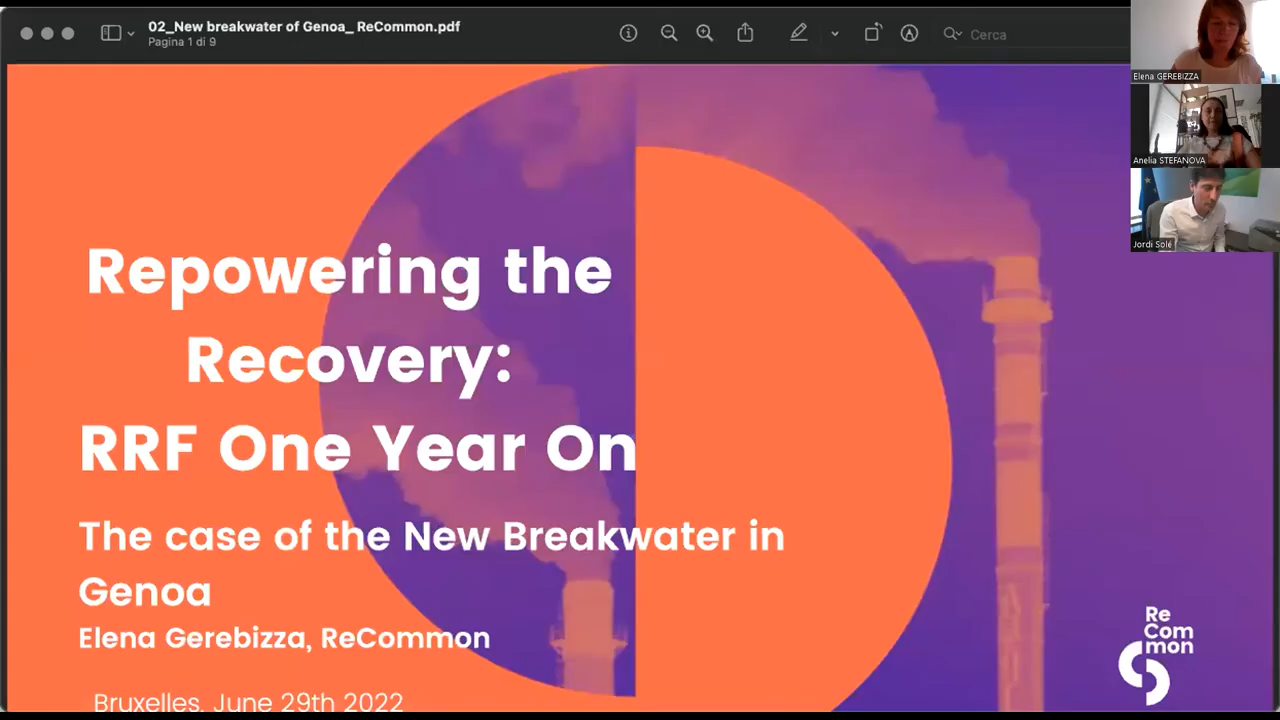 02_New breakwater of Genoa_ ReCommon.pdf
Pagina 1 di 9
Cerca
Elena GEREBIZZA
Anelia STEFANOVA
Jordi Solé
Repowering the
Recovery:
RRF One Year On
The case of the New Breakwater in
Genoa
Elena Gerebizza, ReCommon
Bruxelles, June 29th 2022
Re
Com
mon